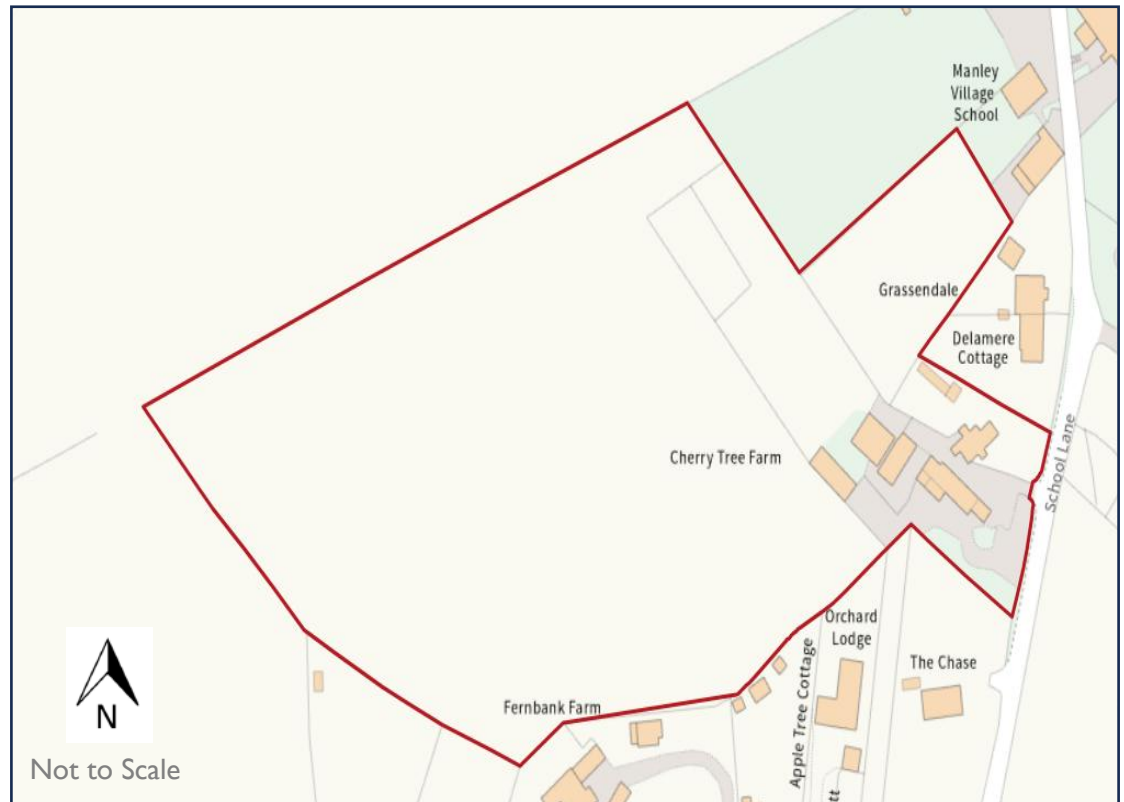 Manley
Village
School
Grassendale
Delamere
Cottage
School Lane
Cherry Tree Farm
Orchard
Lodge
The Chase
Apple Tree Cottage
Fernbank Farm
N
Not to Scale
tt